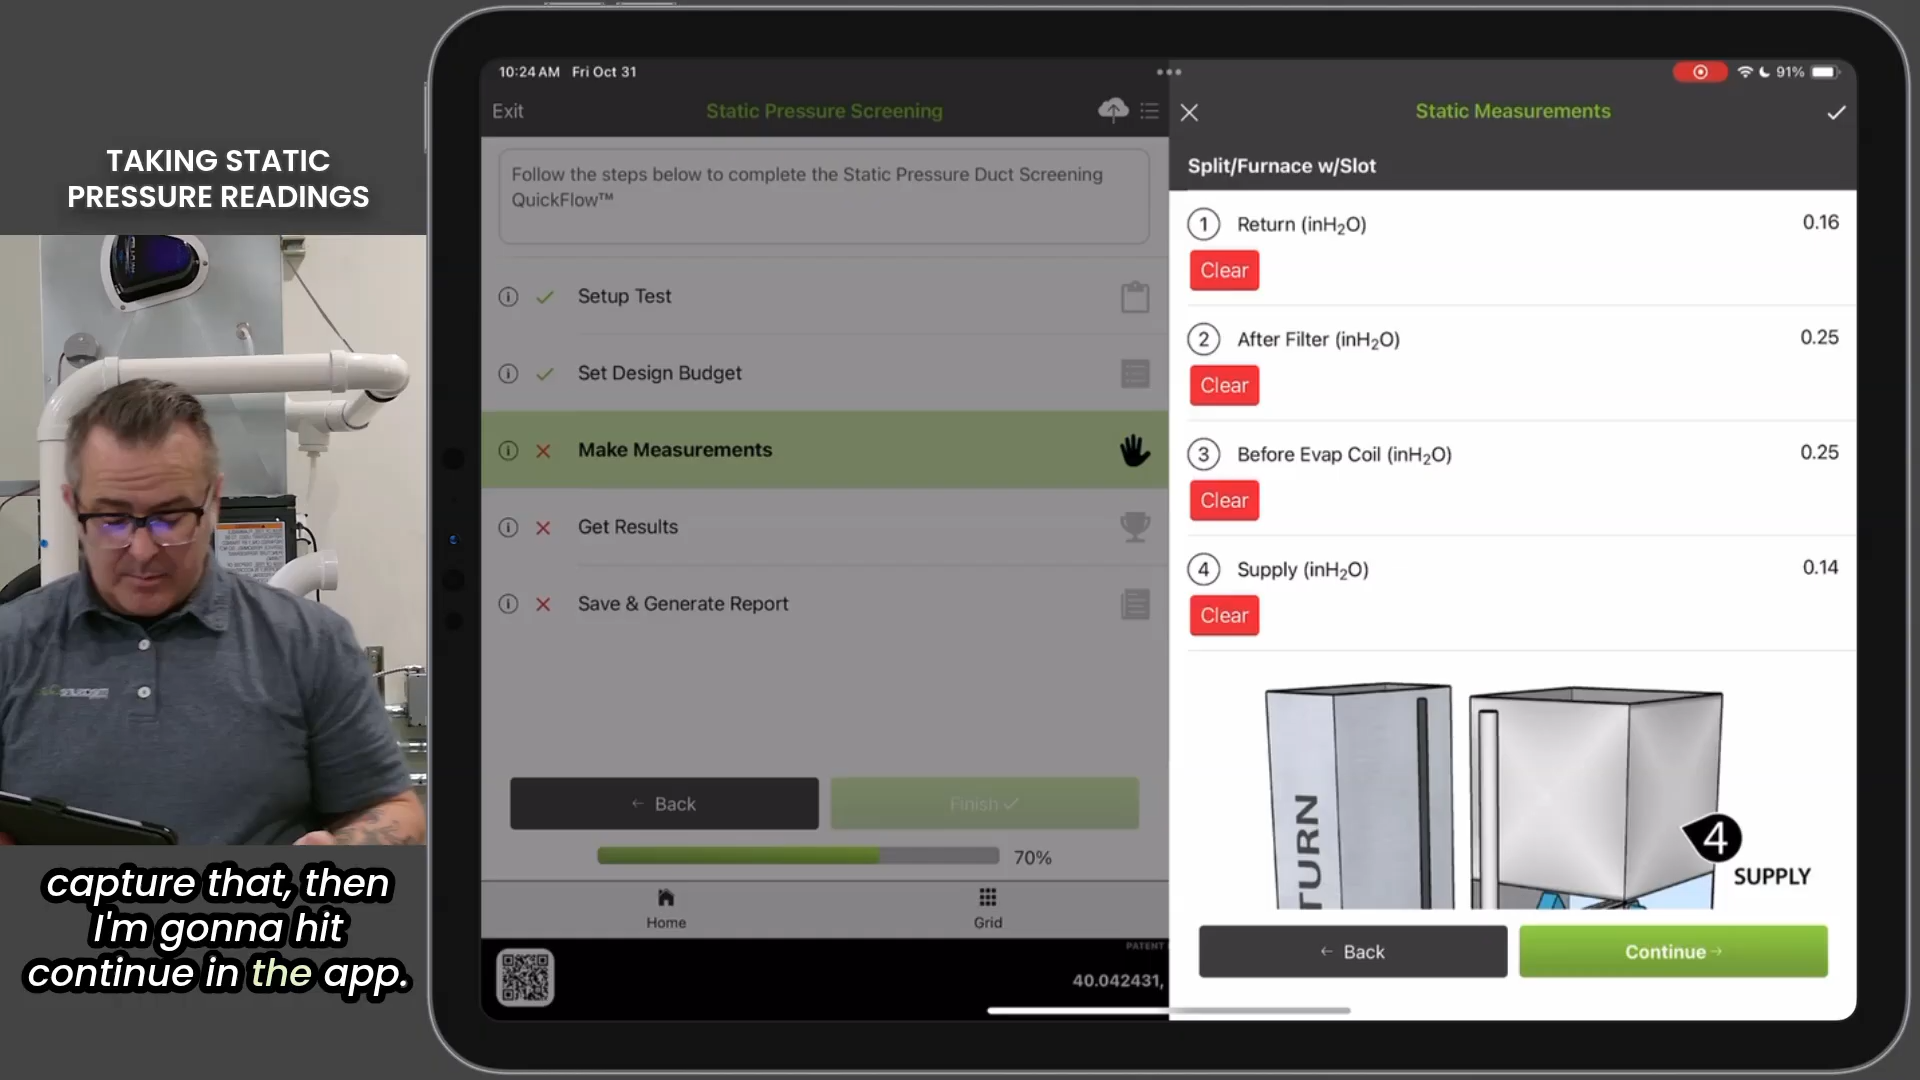 TAKING STATIC
PRESSURE READINGS
capture that, then
I'm gonna hit
continue in the app.
10:24 AM Fri Oct 31
Exit
Static Pressure Screening
Follow the steps below to complete the Static Pressure Duct Screening
QuickFlow™
Setup Test
Set Design Budget
Make Measurements
Get Results
Save & Generate Report
← Back
Finish ✓
70%
Home
Grid
PATENT
40.042431,
91%
Static Measurements
Split/Furnace w/Slot
1 Return (inH₂O) 0.16
Clear
2 After Filter (inH₂O) 0.25
Clear
3 Before Evap Coil (inH₂O) 0.25
Clear
4 Supply (inH₂O) 0.14
Clear
TURN
4
SUPPLY
← Back
Continue →